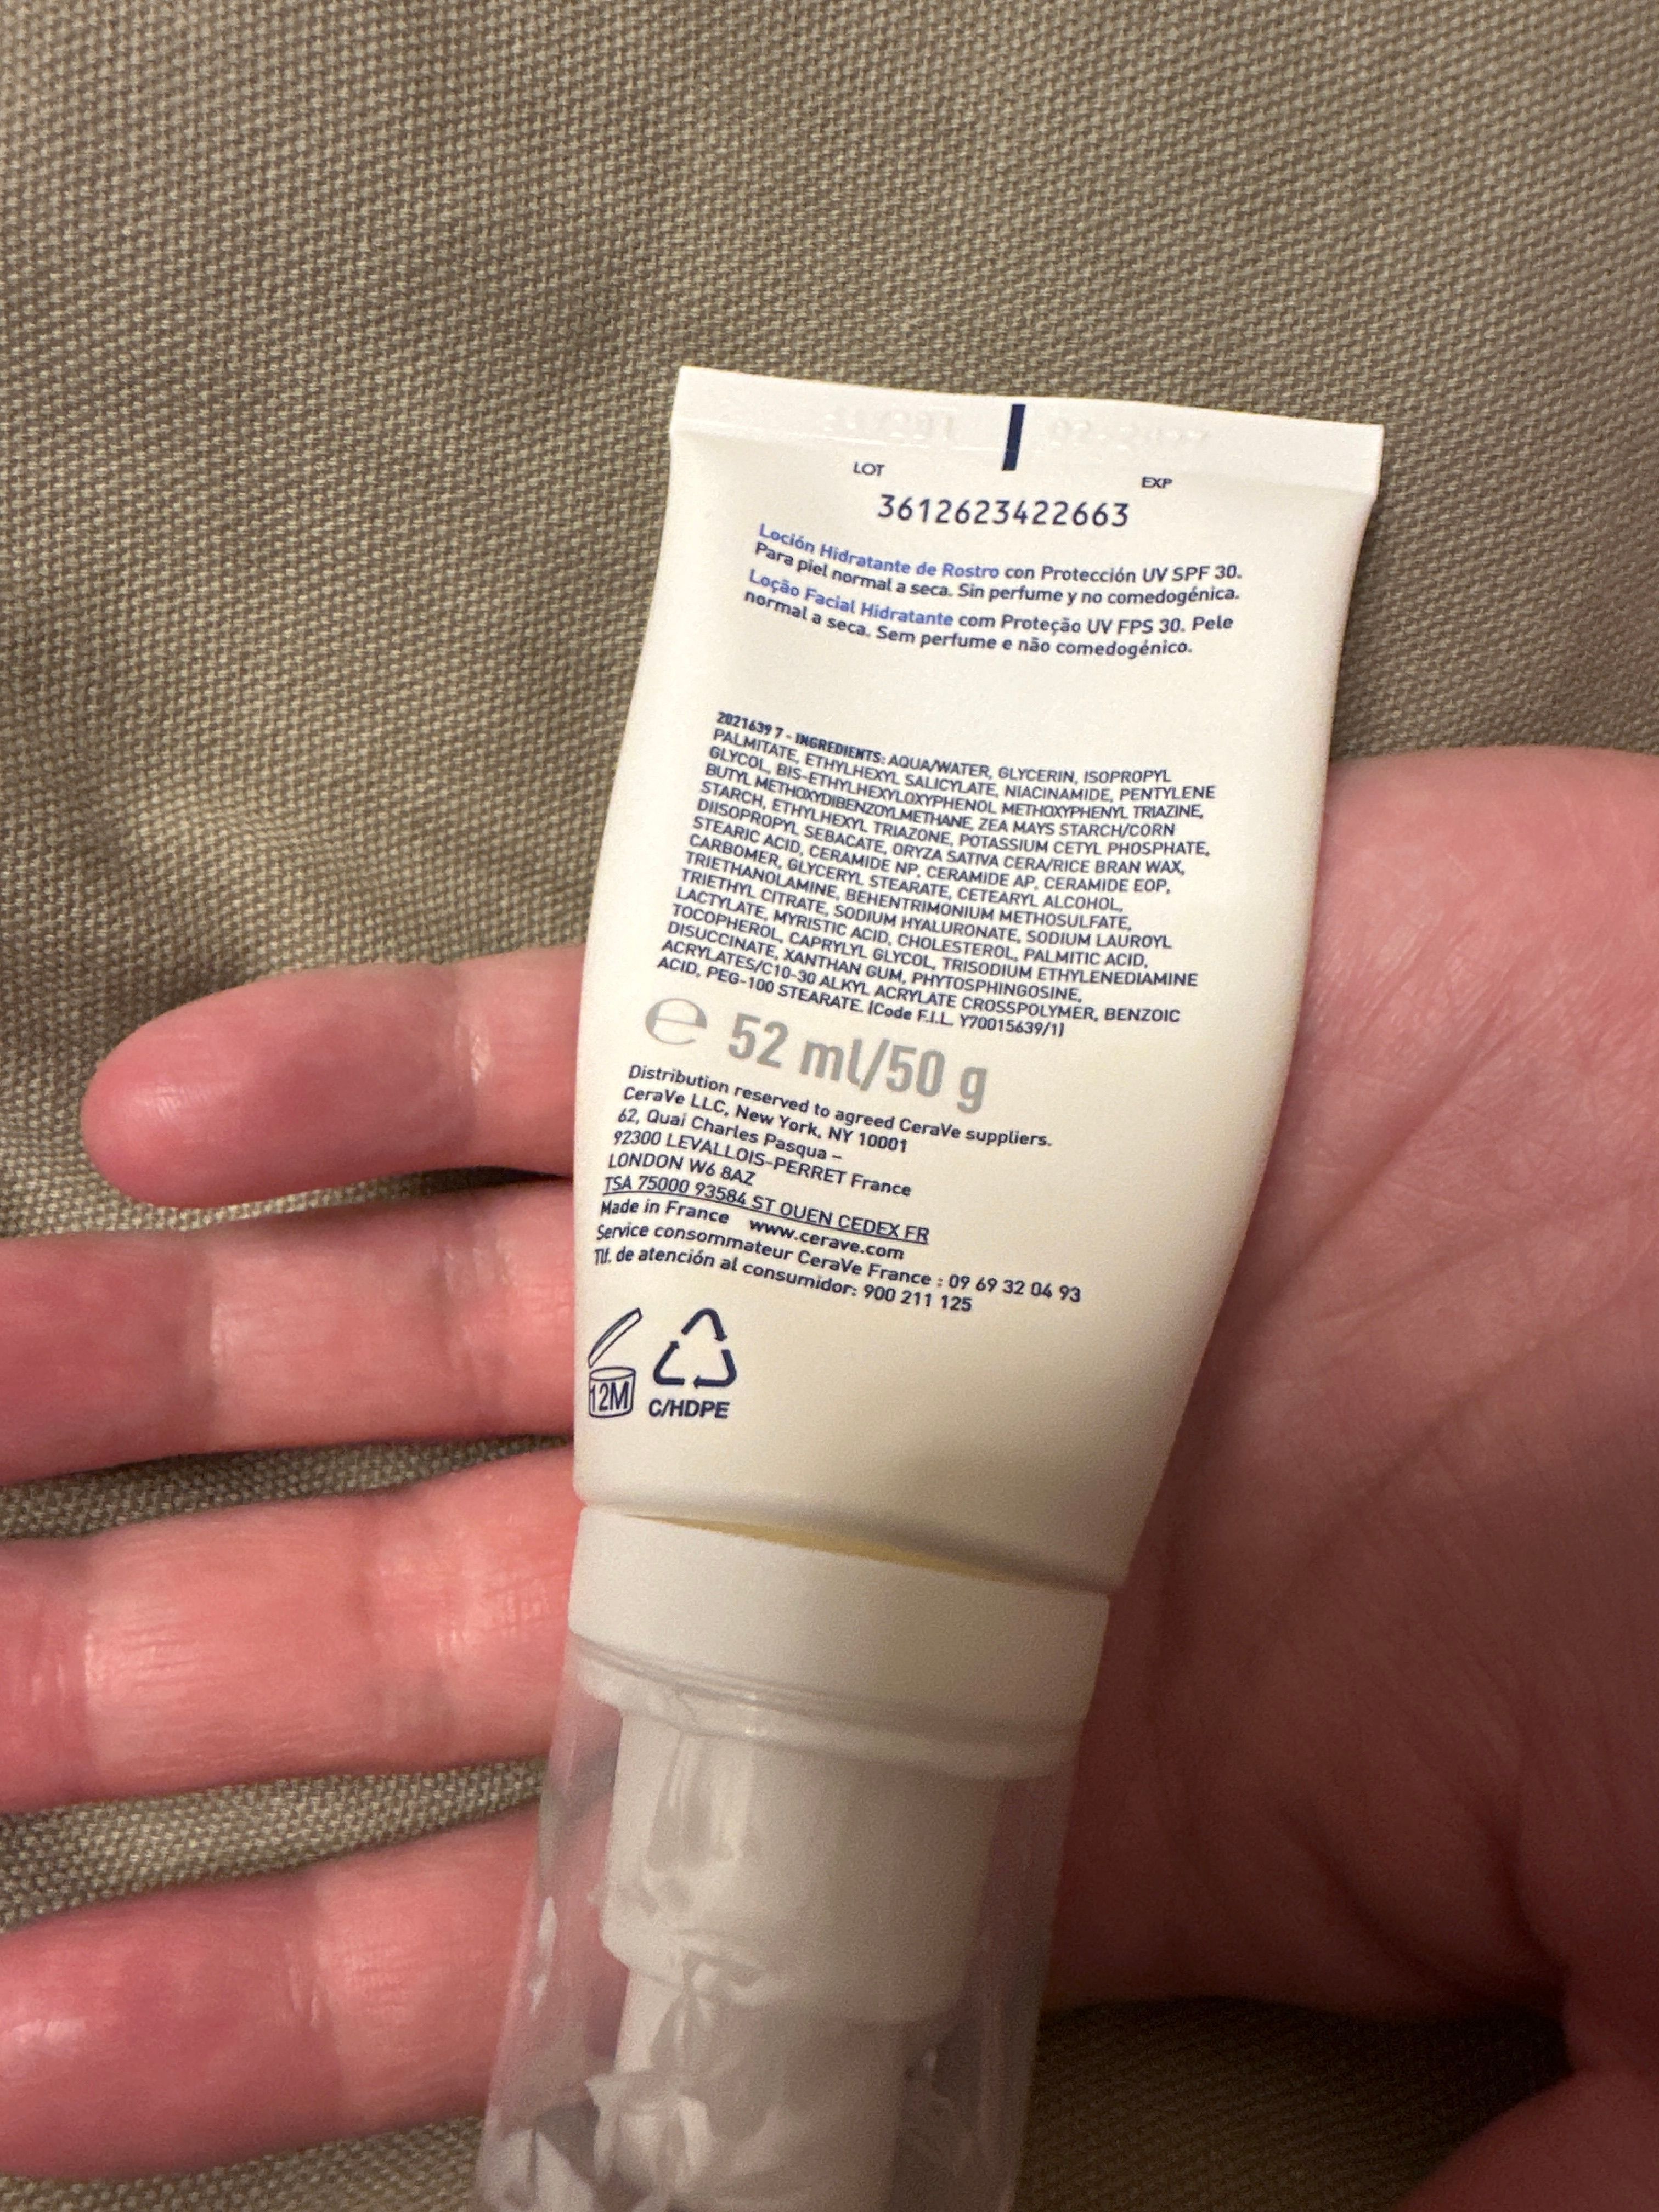 LOT
EXP
3612623422663
Loción Hidratante de Rostro con Protección UV SPF 30.
Para piel normal a seca. Sin perfume y no comedogénica.
Loção Facial Hidratante com Proteção UV FPS 30. Pele
normal a seca. Sem perfume e não comedogénico.
2021639 7 - INGREDIENTS: AQUA/WATER, GLYCERIN, ISOPROPYL
PALMITATE, ETHYLHEXYL SALICYLATE, NIACINAMIDE, PENTYLENE
GLYCOL, BIS-ETHYLHEXYLOXYPHENOL METHOXYPHENYL TRIAZINE,
BUTYL METHOXYDIBENZOYLMETHANE, ZEA MAYS STARCH/CORN
STARCH, ETHYLHEXYL TRIAZONE, POTASSIUM CETYL PHOSPHATE,
DIISOPROPYL SEBACATE, ORYZA SATIVA CERA/RICE BRAN WAX,
STEARIC ACID, CERAMIDE NP, CERAMIDE AP, CERAMIDE EOP,
CARBOMER, GLYCERYL STEARATE, CETEARYL ALCOHOL,
TRIETHANOLAMINE, BEHENTRIMONIUM METHOSULFATE,
TRIETHYL CITRATE, SODIUM HYALURONATE, SODIUM LAUROYL
LACTYLATE, MYRISTIC ACID, CHOLESTEROL, PALMITIC ACID,
TOCOPHEROL, CAPRYLYL GLYCOL, TRISODIUM ETHYLENEDIAMINE
DISUCCINATE, XANTHAN GUM, PHYTOSPHINGOSINE,
ACRYLATES/C10-30 ALKYL ACRYLATE CROSSPOLYMER, BENZOIC
ACID, PEG-100 STEARATE. (Code F.I.L. Y70015639/1)
℮ 52 ml/50 g
Distribution reserved to agreed CeraVe suppliers.
CeraVe LLC, New York, NY 10001
62, Quai Charles Pasqua –
92300 LEVALLOIS-PERRET France
LONDON W6 8AZ
TSA 75000 93584 ST OUEN CEDEX FR
Made in France www.cerave.com
Service consommateur CeraVe France : 09 69 32 04 93
Tlf. de atención al consumidor: 900 211 125
12M
C/HDPE